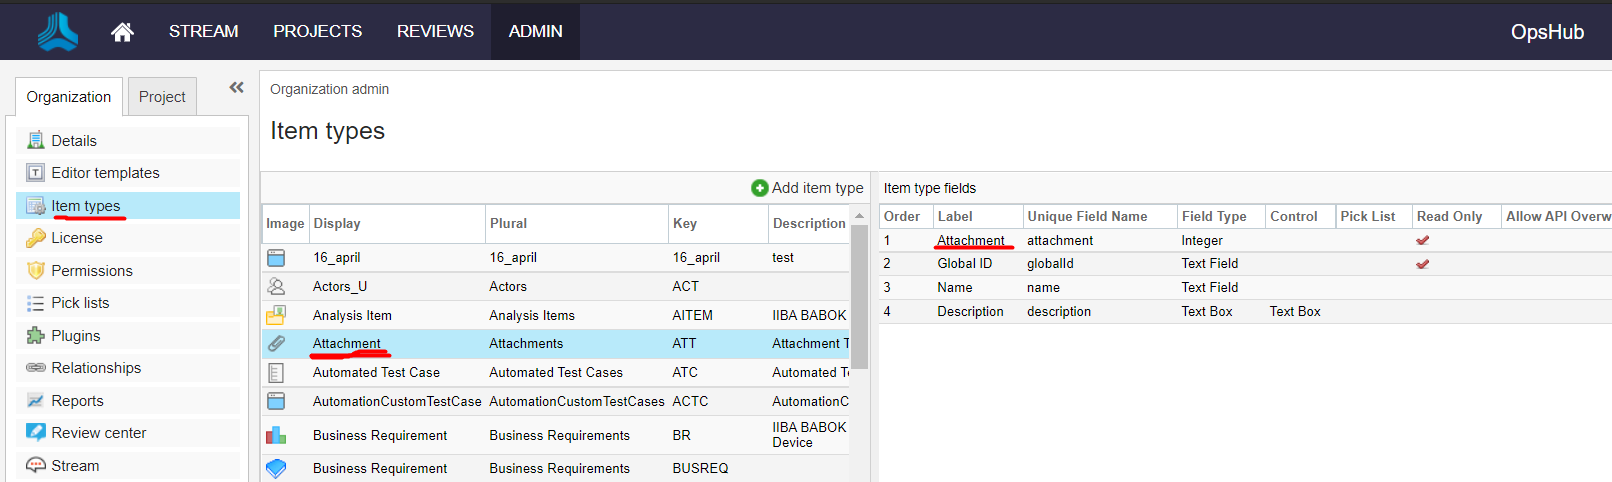 STREAM PROJECTS REVIEWS ADMIN OpsHub
Organization Project
Details
Editor templates
Item types
License
Permissions
Pick lists
Plugins
Relationships
Reports
Review center
Stream
Organization admin
Item types
Add item type
Image Display Plural Key Description
16_april 16_april 16_april test
Actors_U Actors ACT
Analysis Item Analysis Items AITEM IIBA BABOK
Attachment Attachments ATT Attachment T
Automated Test Case Automated Test Cases ATC Automated Te
AutomationCustomTestCase AutomationCustomTestCases ACTC AutomationC
Business Requirement Business Requirements BR IIBA BABOK
Device
Business Requirement Business Requirements BUSREQ
Item type fields
Order Label Unique Field Name Field Type Control Pick List Read Only Allow API Overw
1 Attachment attachment Integer
2 Global ID globalId Text Field
3 Name name Text Field
4 Description description Text Box Text Box